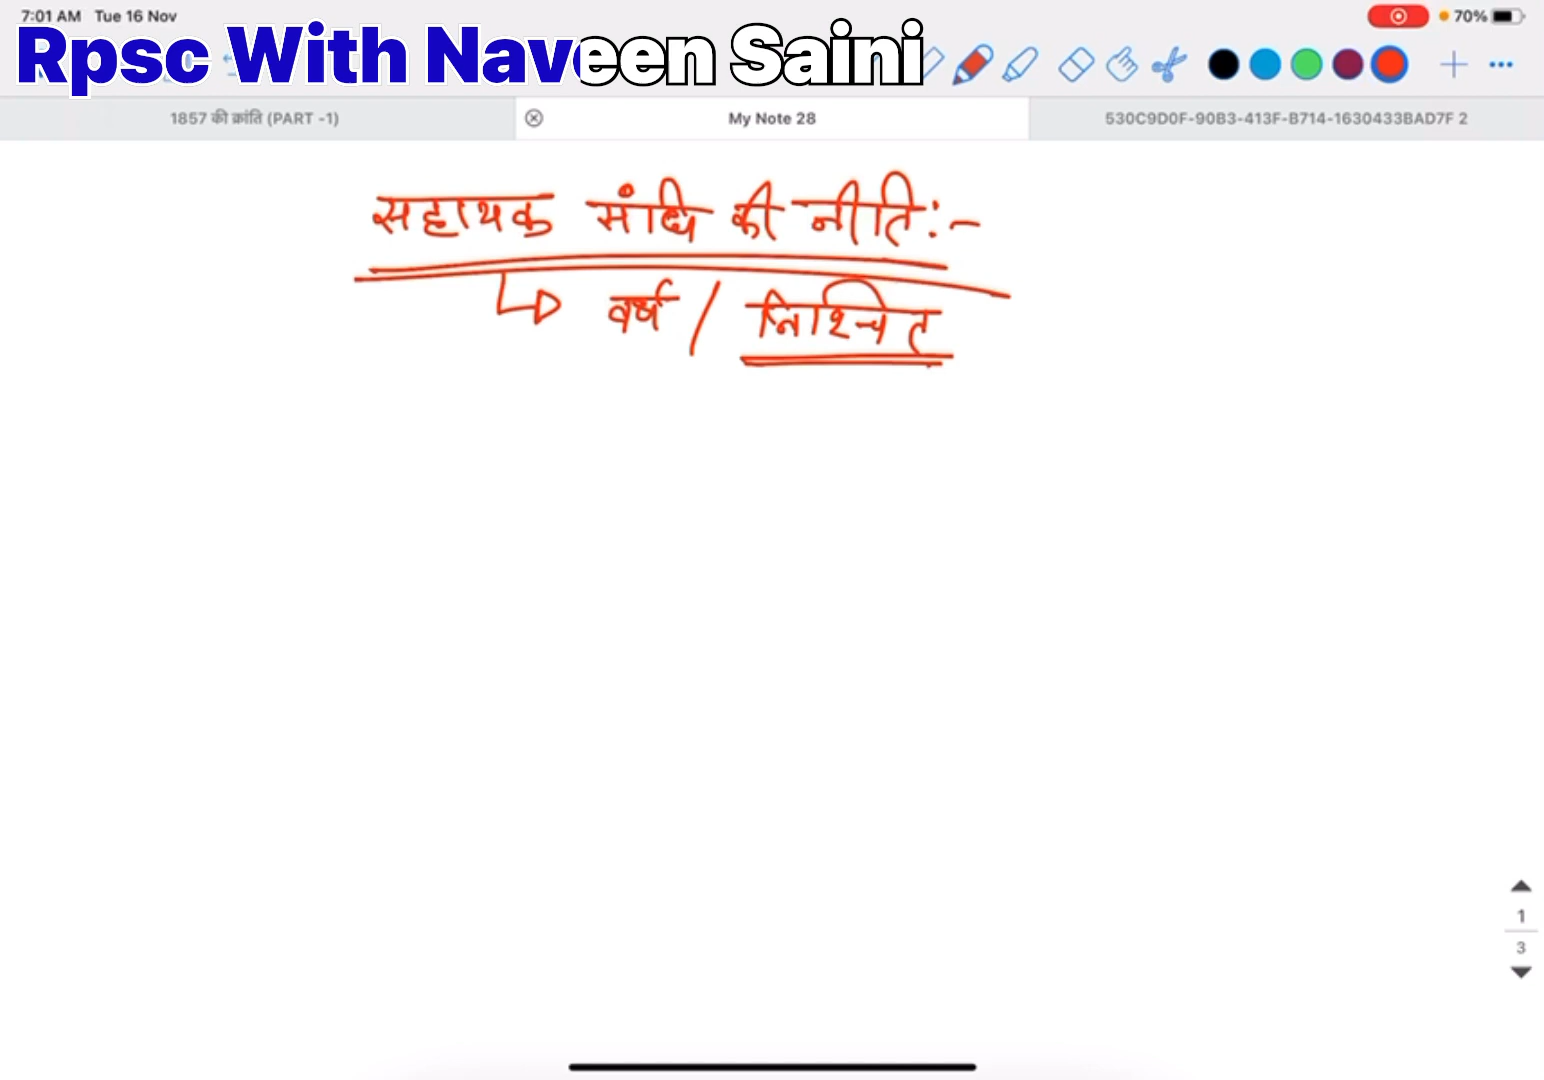 7:01 AM Tue 16 Nov
70%
Rpsc With Naveen Saini
1857 की क्रांति (PART -1)
My Note 28
530C9D0F-90B3-413F-B714-1630433BAD7F 2
सहायक संधि की नीति:-
वर्ष / निश्चित
1
3